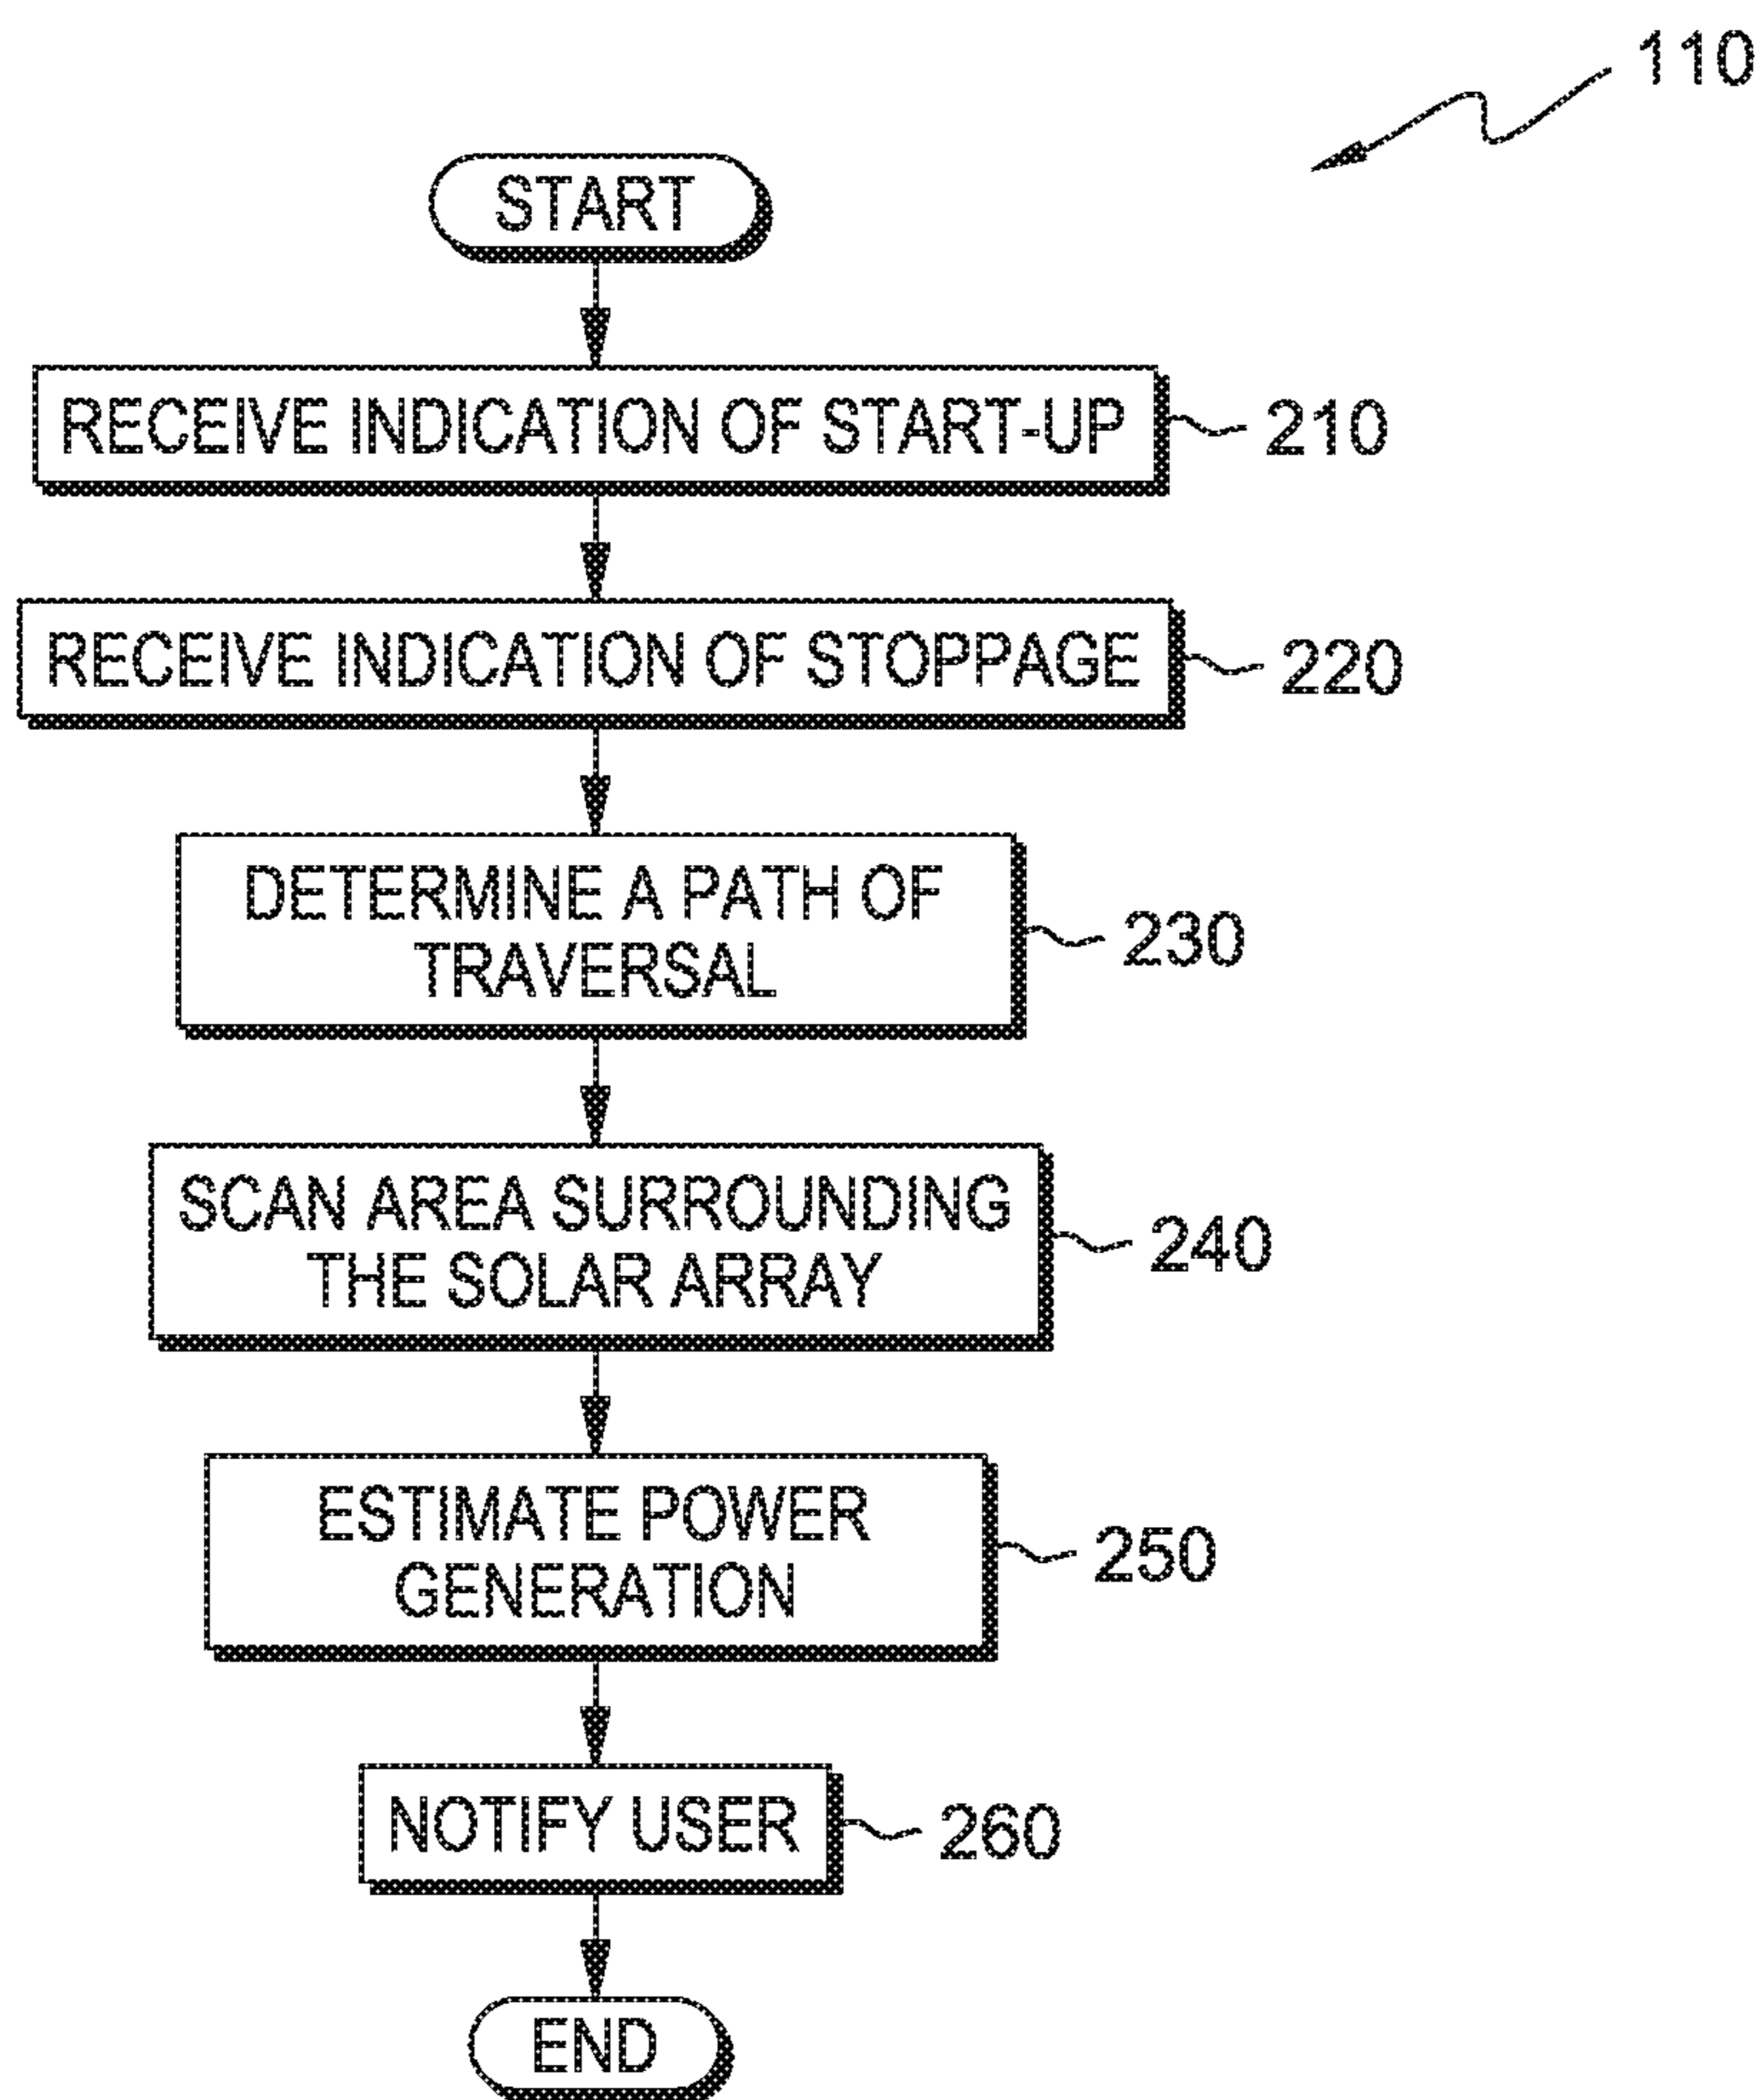 110
START
RECEIVE INDICATION OF START-UP
210
RECEIVE INDICATION OF STOPPAGE
220
DETERMINE A PATH OF
TRAVERSAL
230
SCAN AREA SURROUNDING
THE SOLAR ARRAY
240
ESTIMATE POWER
GENERATION
250
NOTIFY USER
260
END